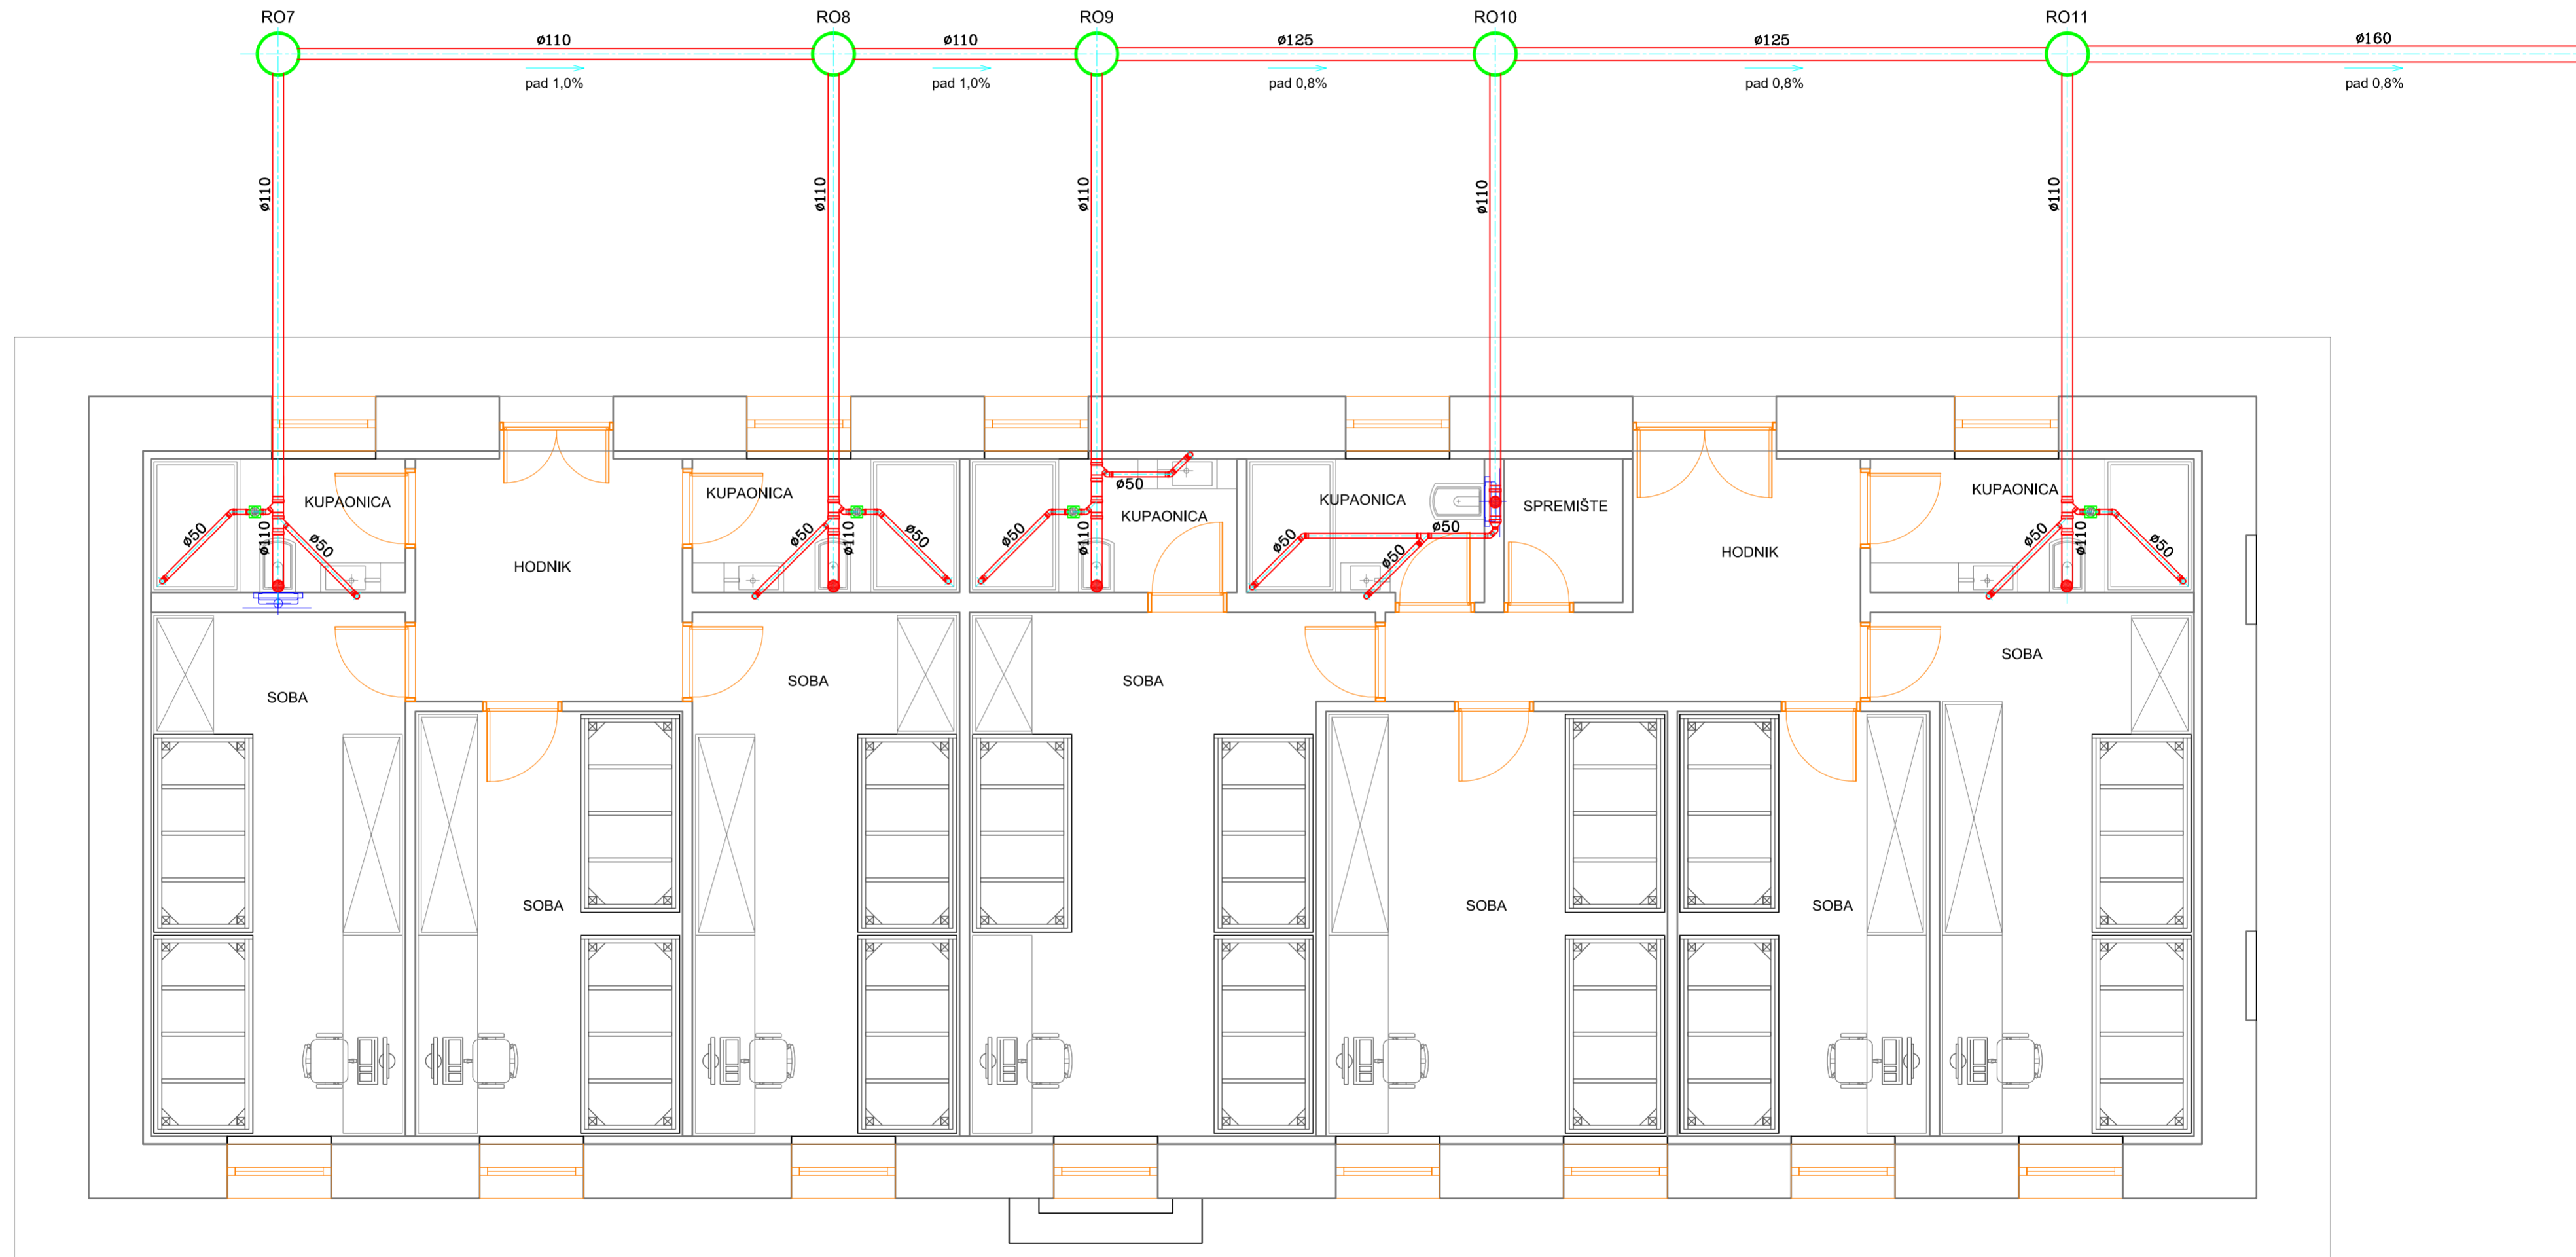 RO7
RO8
RO9
RO10
RO11
ø110
ø110
ø125
ø125
ø160
pad 1,0%
pad 1,0%
pad 0,8%
pad 0,8%
pad 0,8%
ø110
ø110
ø110
ø110
ø110
KUPAONICA
KUPAONICA
KUPAONICA
KUPAONICA
SPREMIŠTE
KUPAONICA
ø50
ø110
ø50
ø50
ø110
ø50
ø50
ø110
ø50
ø50
ø50
ø50
ø50
ø110
ø50
HODNIK
HODNIK
SOBA
SOBA
SOBA
SOBA
SOBA
SOBA
SOBA